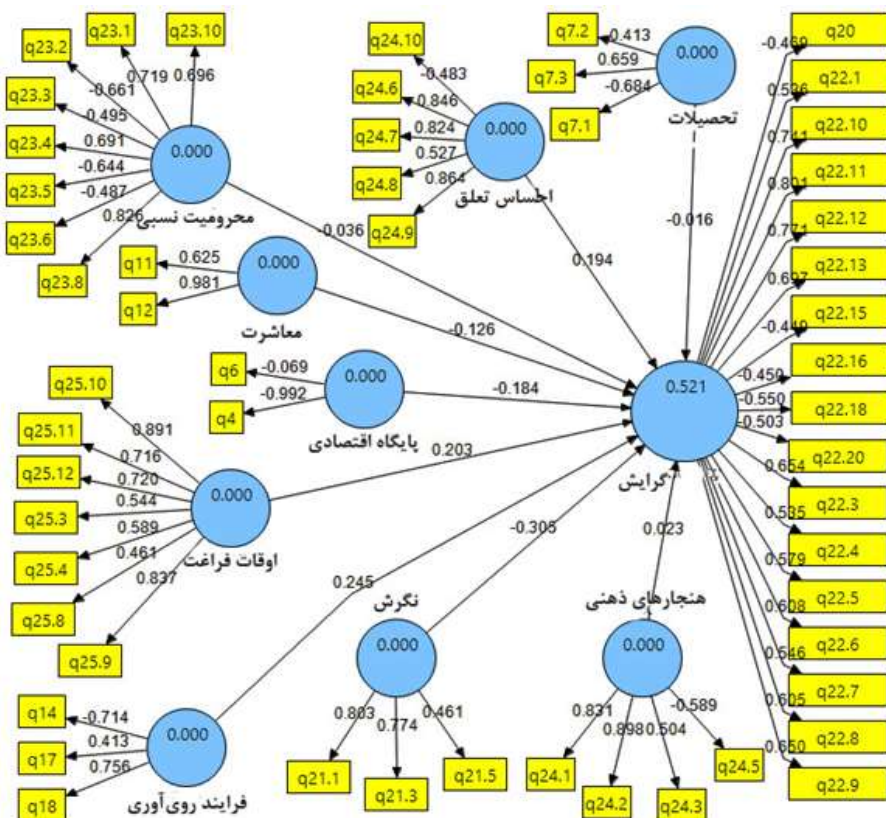 q23.1
q23.10
q23.2
q23.3
q23.4
q23.5
q23.6
q23.8
0.719
0.696
-0.661
-0.495
0.691
-0.644
-0.487
0.826
0.000
محرومیت نسبی
-0.036
q24.10
q24.6
q24.7
q24.8
q24.9
-0.483
0.846
0.824
0.527
0.864
0.000
احساس تعلق
0.194
q7.2
q7.3
q7.1
-0.413
0.659
-0.684
0.000
تحصیلات
-0.016
q11
q12
0.625
0.981
0.000
معاشرت
-0.126
q6
q4
-0.069
-0.992
0.000
پایگاه اقتصادی
-0.184
q25.10
q25.11
q25.12
q25.3
q25.4
q25.8
q25.9
0.891
0.716
0.720
0.544
0.589
0.461
0.837
0.000
اوقات فراغت
0.203
q14
q17
q18
-0.714
0.413
0.756
0.000
فرایند روی‌آوری
0.245
نگرش
0.000
-0.305
0.803
0.774
0.461
q21.1
q21.3
q21.5
هنجارهای ذهنی
0.000
0.023
0.831
0.898
0.504
-0.589
q24.1
q24.2
q24.3
q24.5
0.521
گرایش
-0.469
0.536
0.741
0.801
0.771
0.697
-0.449
-0.450
-0.550
-0.503
0.654
0.535
0.579
0.608
0.546
0.605
0.650
q20
q22.1
q22.10
q22.11
q22.12
q22.13
q22.15
q22.16
q22.18
q22.20
q22.3
q22.4
q22.5
q22.6
q22.7
q22.8
q22.9